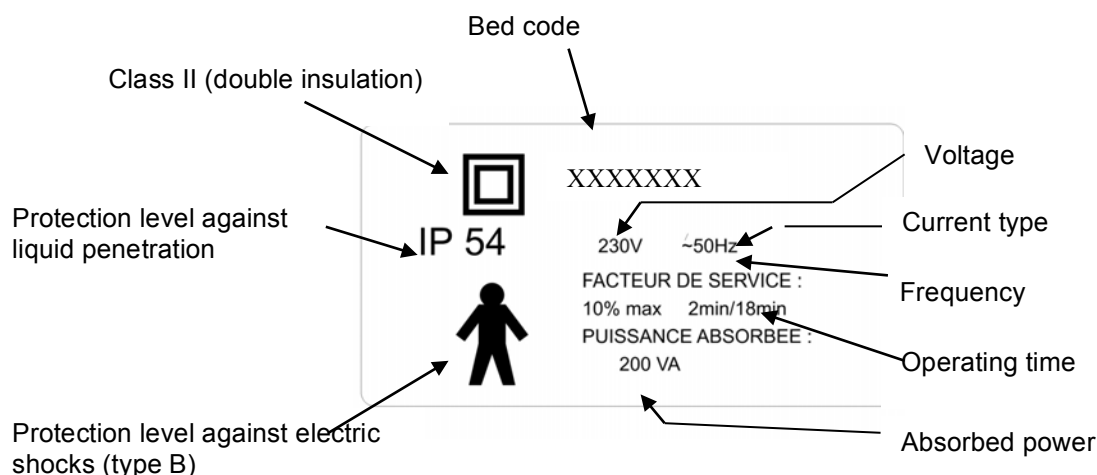 Bed code
Class II (double insulation)
XXXXXXX
Voltage
Protection level against
liquid penetration
IP 54
230V ~50Hz
Current type
FACTEUR DE SERVICE :
10% max 2min/18min
Frequency
PUISSANCE ABSORBEE :
200 VA
Operating time
Protection level against electric
shocks (type B)
Absorbed power